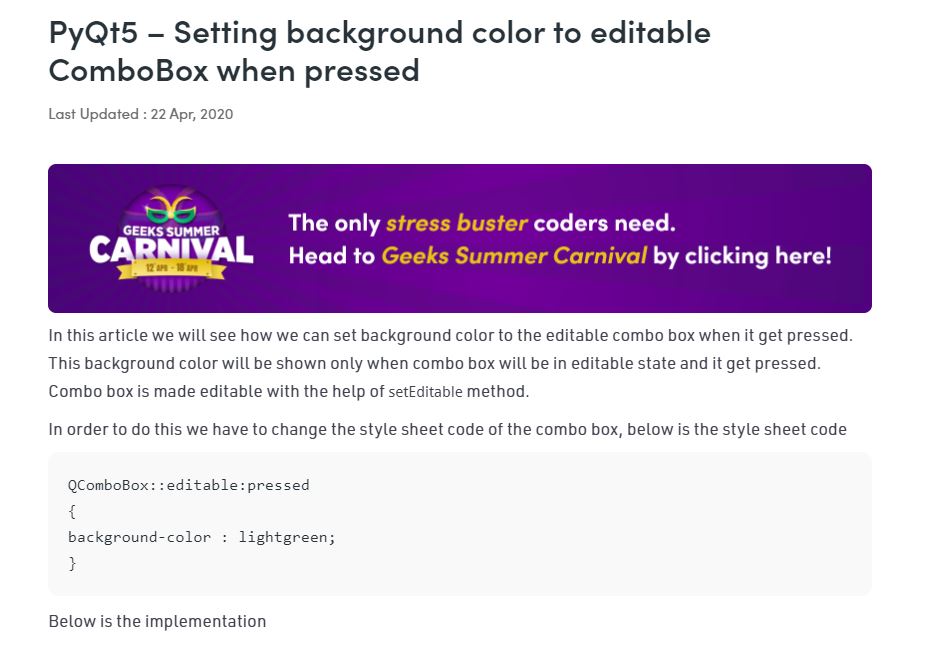 PyQt5 – Setting background color to editable
ComboBox when pressed
Last Updated : 22 Apr, 2020
GEEKS SUMMER
CARNIVAL
12 APR - 18 APR
The only stress buster coders need.
Head to Geeks Summer Carnival by clicking here!
In this article we will see how we can set background color to the editable combo box when it get pressed.
This background color will be shown only when combo box will be in editable state and it get pressed.
Combo box is made editable with the help of setEditable method.
In order to do this we have to change the style sheet code of the combo box, below is the style sheet code
QComboBox::editable:pressed
{
background-color : lightgreen;
}
Below is the implementation